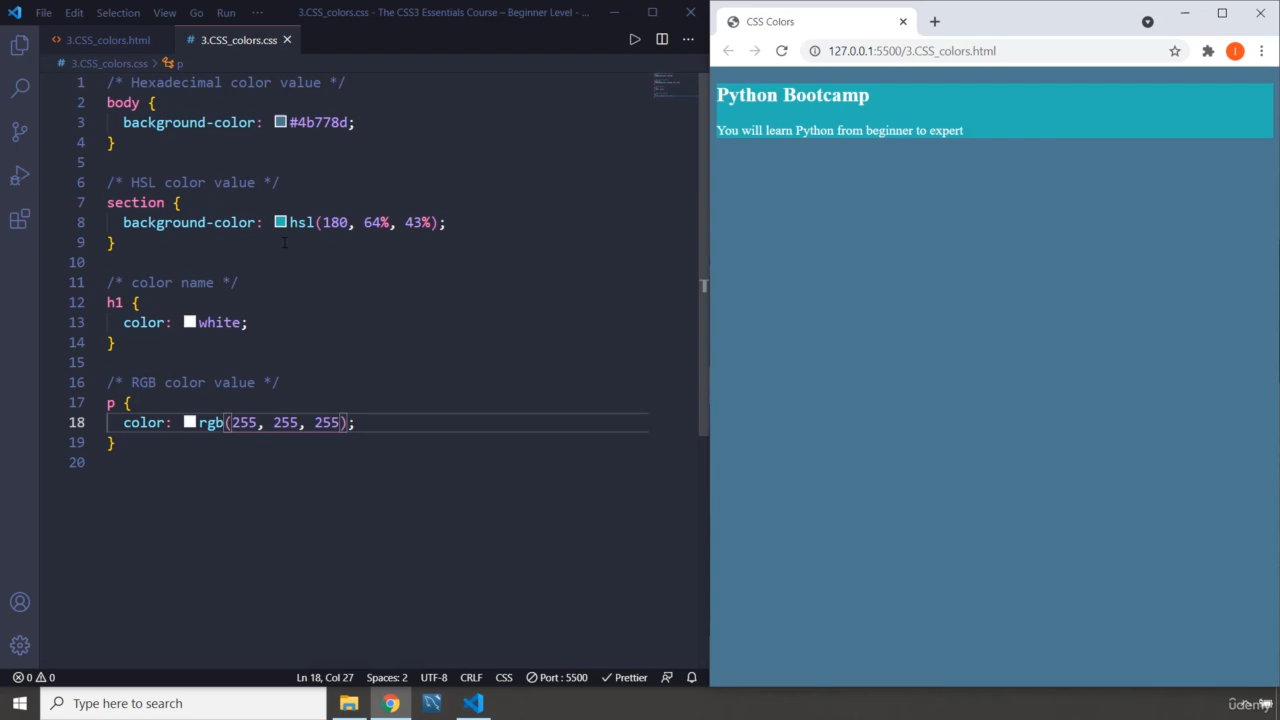 File Edit Selection View Go Run ··· 3.CSS_colors.css - The CSS3 Essentials Course – Beginner Level - ...
3.CSS_colors.html
# 3.CSS_colors.css
# 3.CSS_colors.css > p
1 /* Hexadecimal color value */
2 body {
3 background-color: #4b778d;
4 }
5
6 /* HSL color value */
7 section {
8 background-color: hsl(180, 64%, 43%);
9 }
10
11 /* color name */
12 h1 {
13 color: white;
14 }
15
16 /* RGB color value */
17 p {
18 color: rgb(255, 255, 255);
19 }
20
0 0 Ln 18, Col 27 Spaces: 2 UTF-8 CRLF CSS Port : 5500 Prettier
CSS Colors
127.0.0.1:5500/3.CSS_colors.html
I
Python Bootcamp
You will learn Python from beginner to expert
Type here to search
udemy